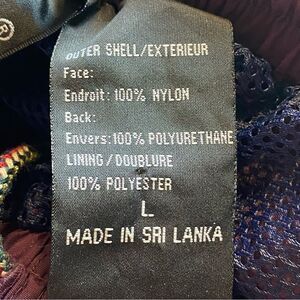 OUTER SHELL/EXTERIEUR
Face:
Endroit: 100% NYLON
Back:
Envers: 100% POLYURETHANE
LINING/DOUBLURE
100% POLYESTER
L
MADE IN SRI LANKA
®